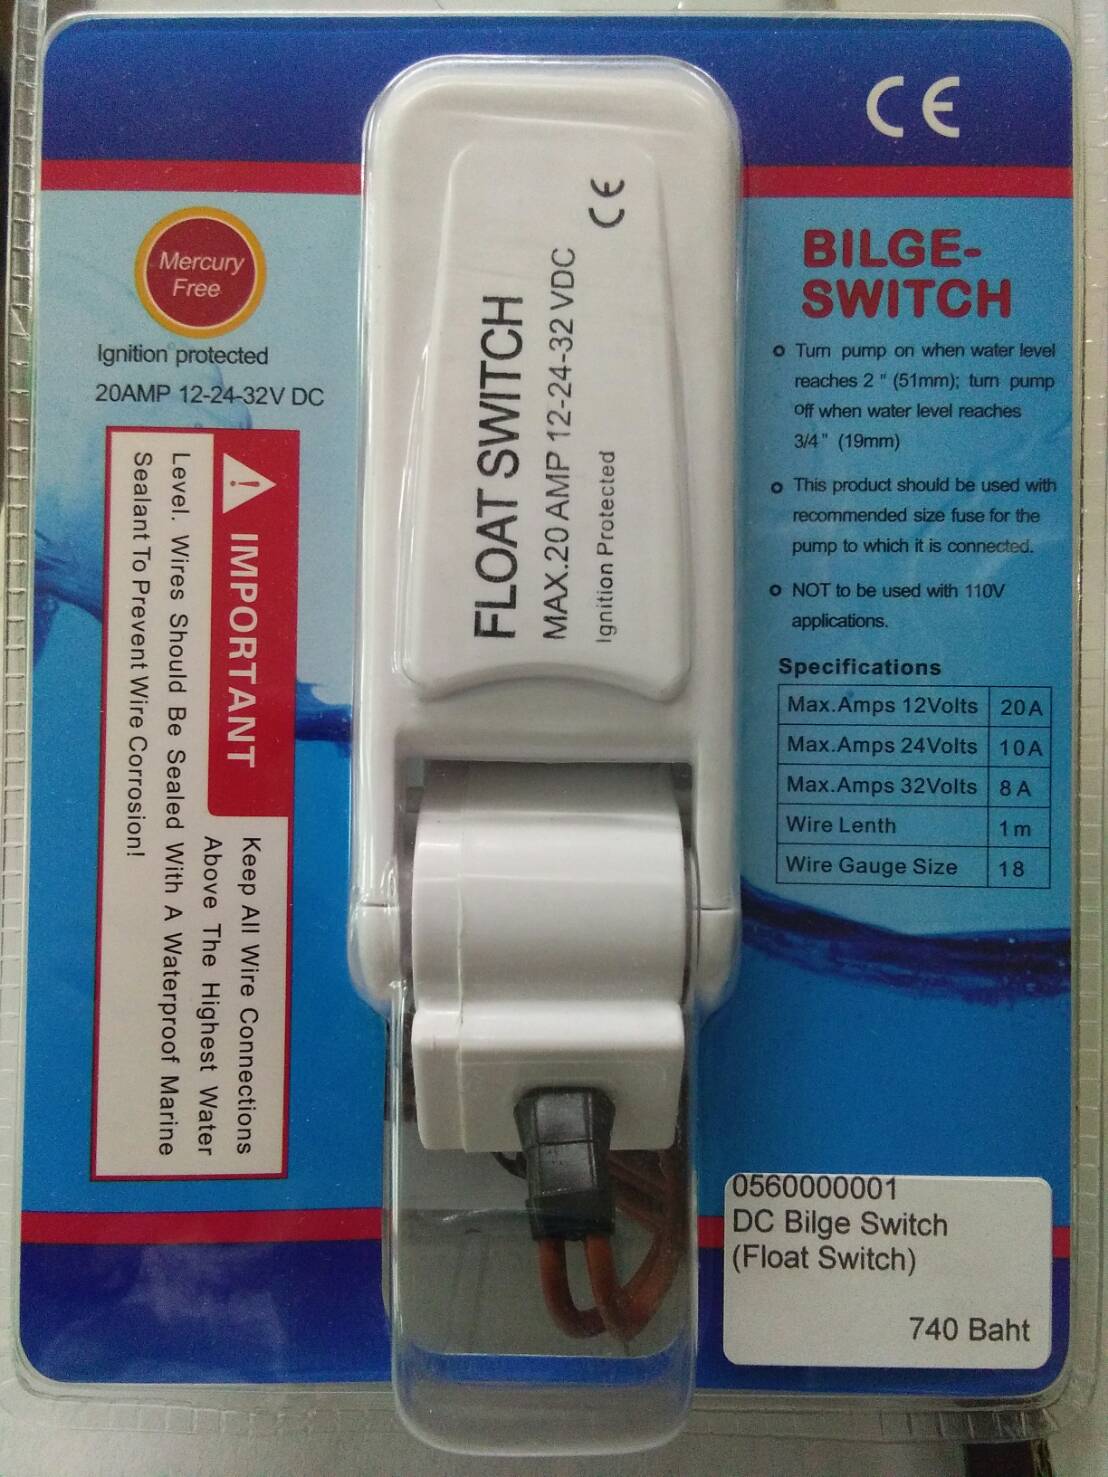 CE
Mercury
Free
Ignition protected
20AMP 12-24-32V DC
IMPORTANT
Keep All Wire Connections
Above The Highest Water
Level. Wires Should Be Sealed With A Waterproof Marine
Sealant To Prevent Wire Corrosion!
FLOAT SWITCH
MAX.20 AMP 12-24-32 VDC
Ignition Protected
CE
BILGE-
SWITCH
Turn pump on when water level
reaches 2 " (51mm); turn pump
off when water level reaches
3/4 " (19mm)
This product should be used with
recommended size fuse for the
pump to which it is connected.
NOT to be used with 110V
applications.
Specifications
Max.Amps 12Volts 20A
Max.Amps 24Volts 10A
Max.Amps 32Volts 8A
Wire Lenth 1m
Wire Gauge Size 18
0560000001
DC Bilge Switch
(Float Switch)
740 Baht